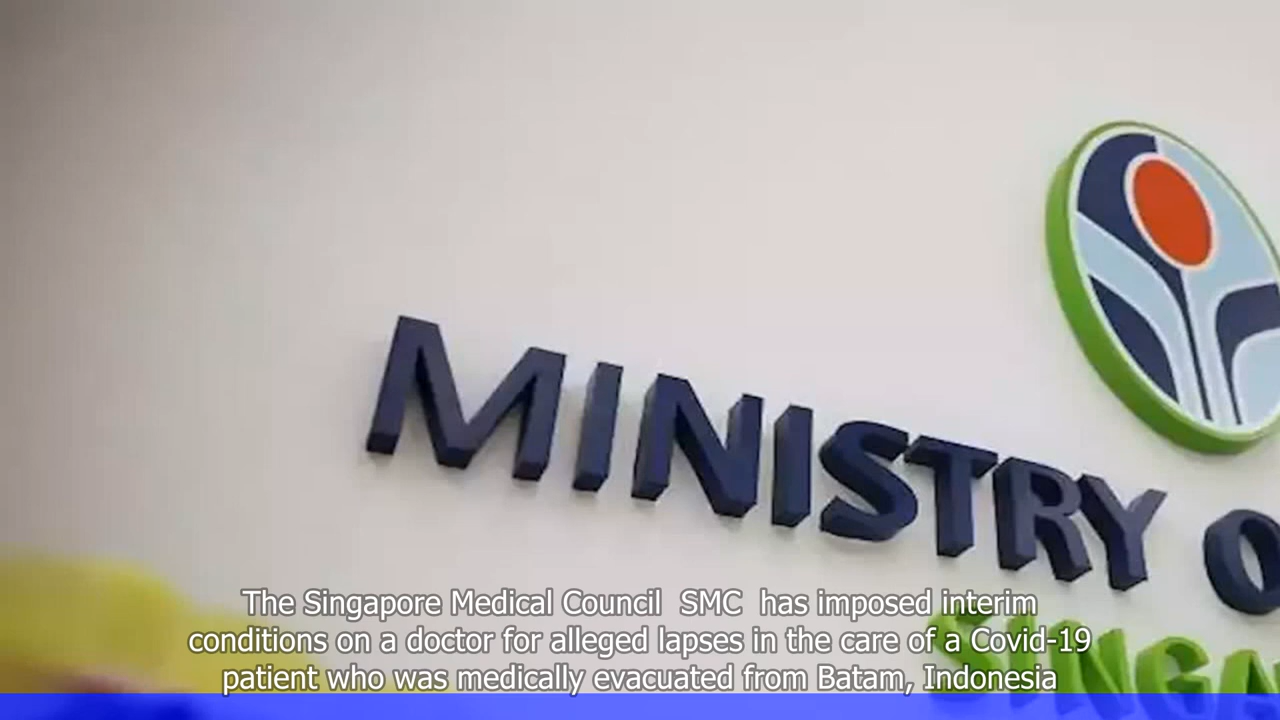 MINISTRY O
SINGA
The Singapore Medical Council  SMC  has imposed interim
conditions on a doctor for alleged lapses in the care of a Covid-19
patient who was medically evacuated from Batam, Indonesia